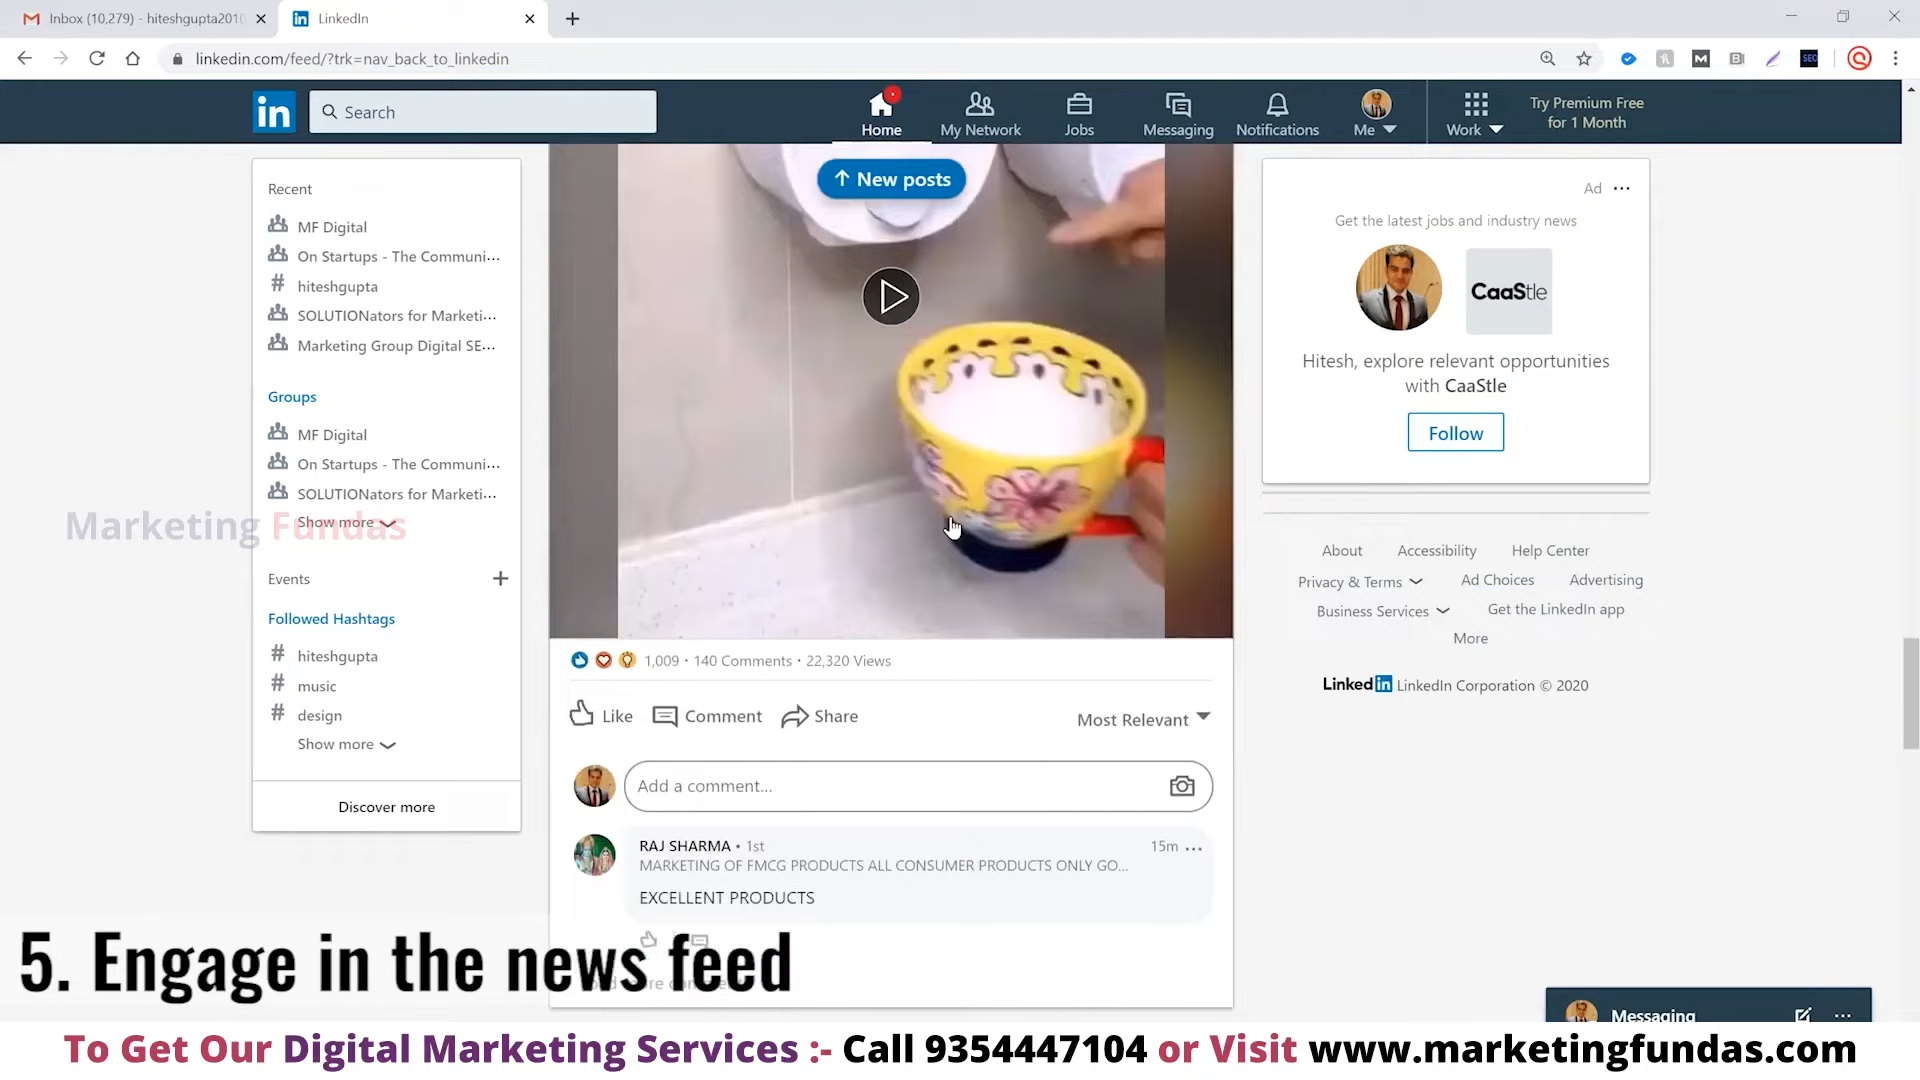 Inbox (10,279) - hiteshgupta2010
LinkedIn
linkedin.com/feed/?trk=nav_back_to_linkedin
SEO
in
Search
Home
My Network
Jobs
Messaging
Notifications
Me
Work
Try Premium Free
for 1 Month
Recent
MF Digital
On Startups - The Communi...
# hiteshgupta
SOLUTIONators for Marketi...
Marketing Group Digital SE...
Groups
MF Digital
On Startups - The Communi...
SOLUTIONators for Marketi...
Show more
Marketing Fundas
Events
Followed Hashtags
# hiteshgupta
# music
# design
Show more
Discover more
New posts
1,009 • 140 Comments • 22,320 Views
Like
Comment
Share
Most Relevant
Add a comment...
RAJ SHARMA • 1st
15m
MARKETING OF FMCG PRODUCTS ALL CONSUMER PRODUCTS ONLY GO...
EXCELLENT PRODUCTS
Ad
Get the latest jobs and industry news
CaaStle
Hitesh, explore relevant opportunities
with CaaStle
Follow
About
Accessibility
Help Center
Privacy & Terms
Ad Choices
Advertising
Business Services
Get the LinkedIn app
More
LinkedIn LinkedIn Corporation © 2020
Messaging
5. Engage in the news feed
To Get Our Digital Marketing Services :- Call 9354447104 or Visit www.marketingfundas.com